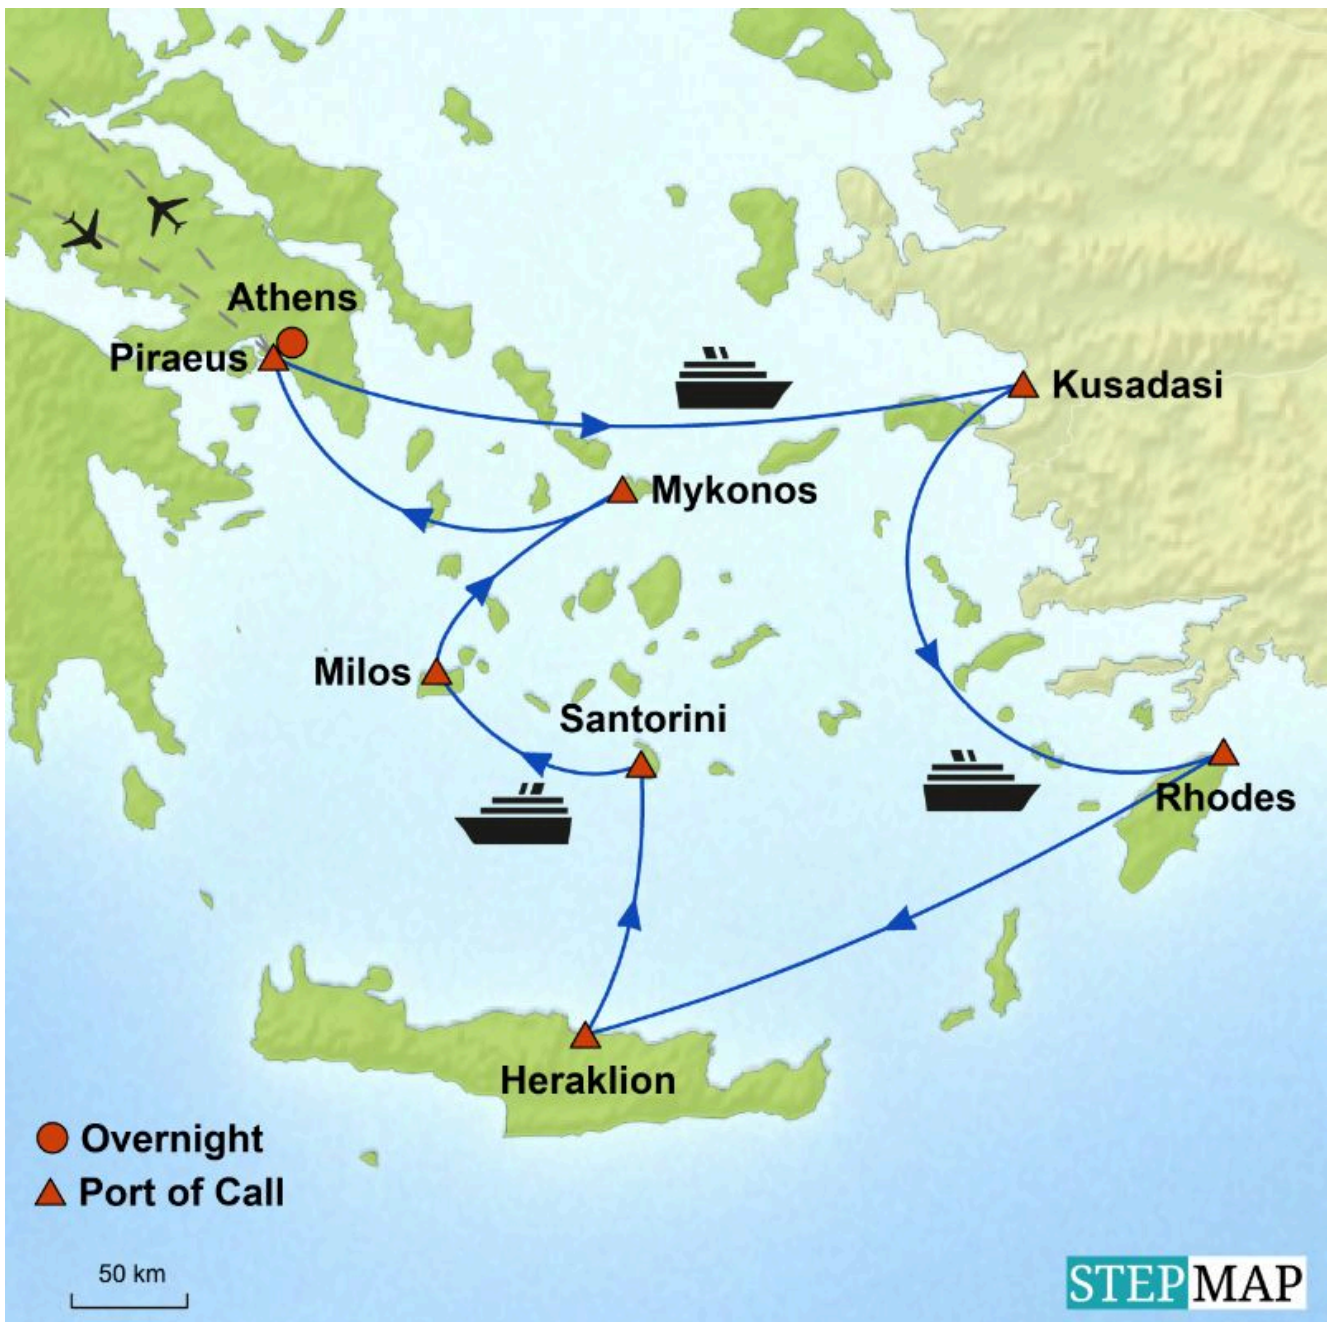 Athens
Piraeus
Kusadasi
Mykonos
Milos
Santorini
Rhodes
Heraklion
Overnight
Port of Call
50 km
STEPMAP